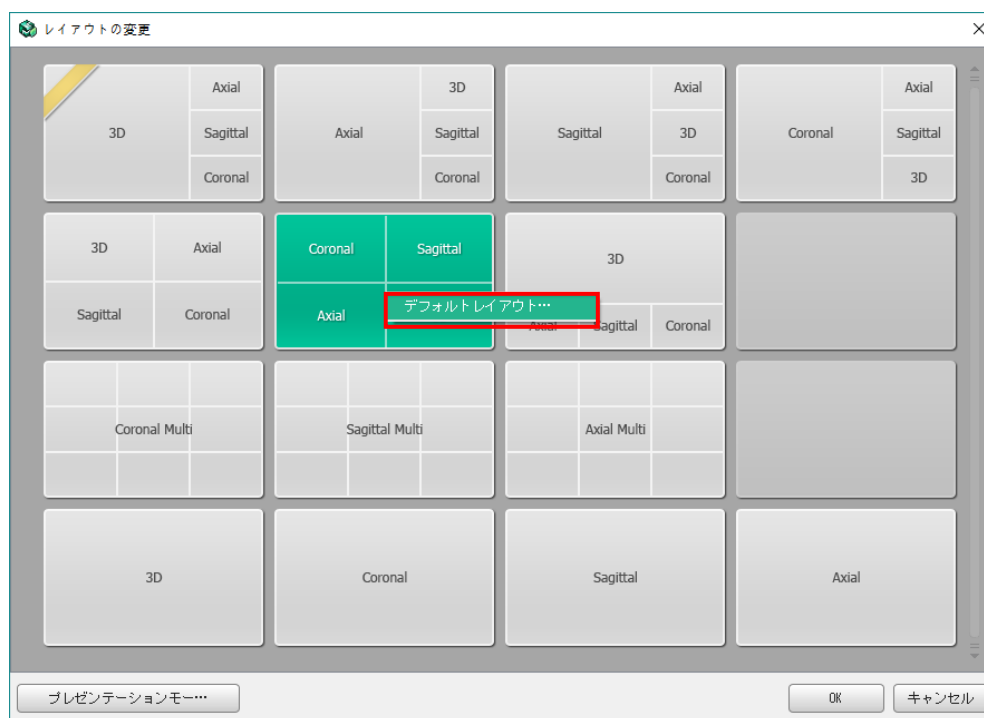 レイアウトの変更
3D
Axial
Sagittal
Coronal
Axial
3D
Sagittal
Coronal
Sagittal
Axial
3D
Coronal
Coronal
Axial
Sagittal
3D
3D
Axial
Sagittal
Coronal
Coronal
Sagittal
Axial
デフォルトレイアウト…
3D
Axial
Sagittal
Coronal
Coronal Multi
Sagittal Multi
Axial Multi
3D
Coronal
Sagittal
Axial
プレゼンテーションモー…
OK
キャンセル